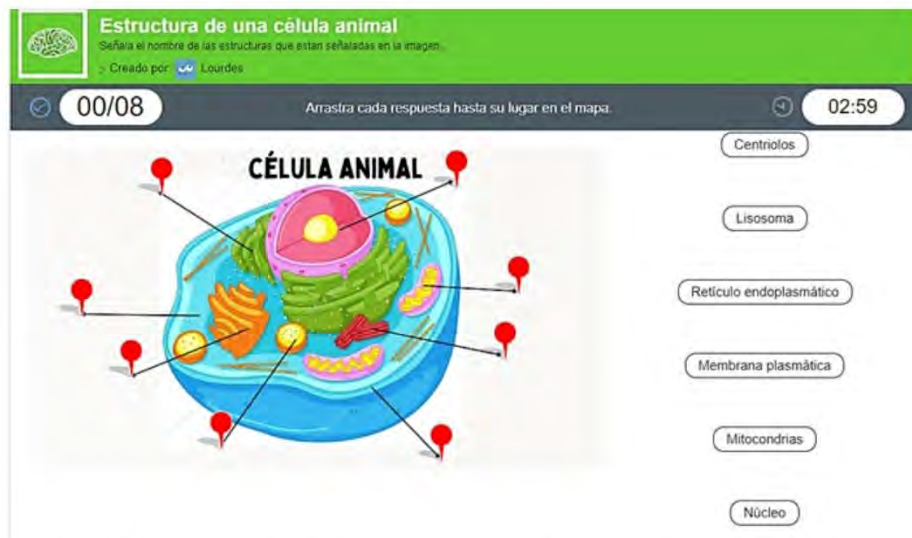 Estructura de una célula animal
Señala el nombre de las estructuras que estan señaladas en la imagen.
> Creado por: Lourdes
00/08
Arrastra cada respuesta hasta su lugar en el mapa.
02:59
CÉLULA ANIMAL
Centriolos
Lisosoma
Retículo endoplasmático
Membrana plasmática
Mitocondrias
Núcleo